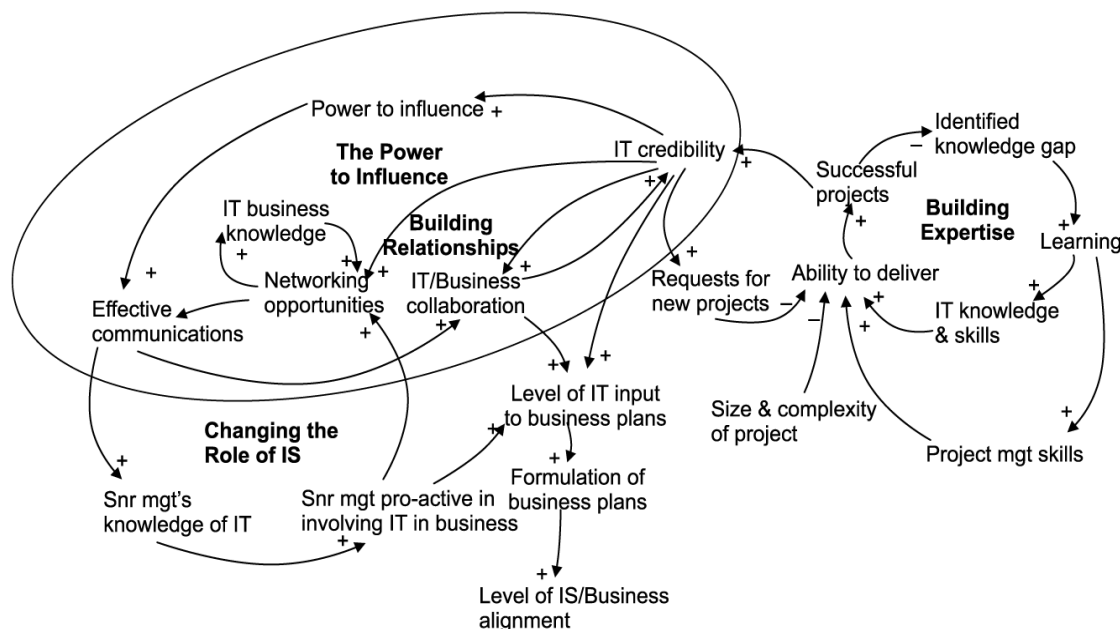 Power to influence
+
The Power
to Influence
IT credibility
+
+
Identified
knowledge gap
–
Successful
projects
+
Building
Expertise
+
Learning
IT business
knowledge
+
+
Building
Relationships
+
Networking
opportunities
+
IT/Business
collaboration
+
+
+
Requests for
new projects
–
Ability to deliver
+
+
–
+
IT knowledge
& skills
+
Effective
communications
+
+
+
Level of IT input
to business plans
+
Size & complexity
of project
+
Project mgt skills
Changing the
Role of IS
+
Snr mgt's
knowledge of IT
Snr mgt pro-active in
involving IT in business
+
+
Formulation of
business plans
+
Level of IS/Business
alignment